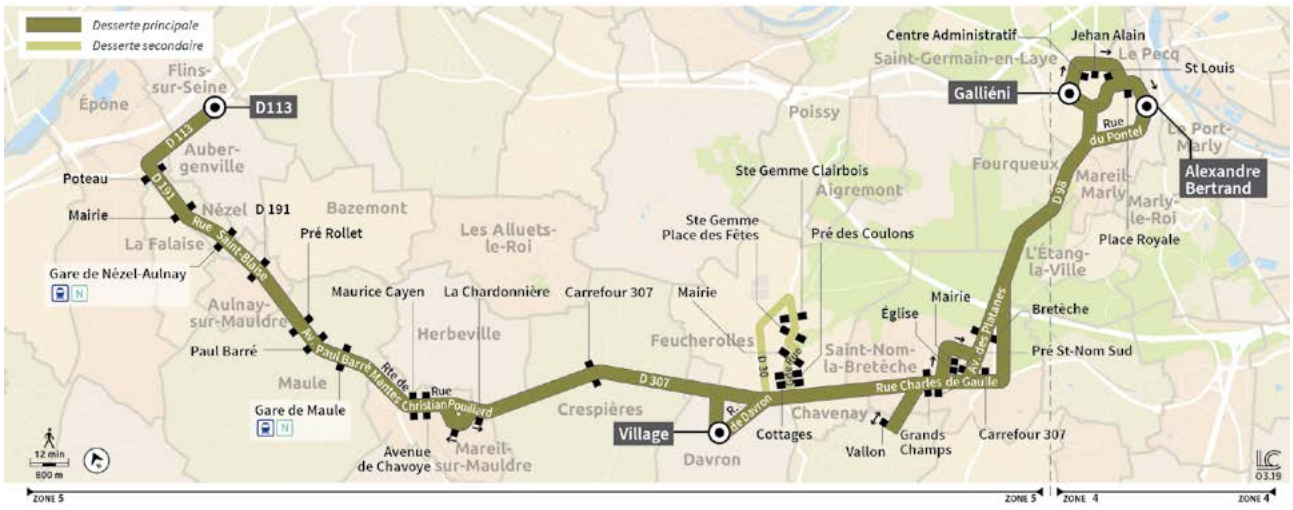 Desserte principale
Desserte secondaire
Flins-
sur-Seine
Épône
D113
D 113
Auber-
genville
Poteau
D 191
Mairie
Nézel
D 191
Rue Saint-Blaise
La Falaise
Bazemont
Pré Rollet
Gare de Nézel-Aulnay
N
Aulnay-
sur-Mauldre
Paul Barré
Av. Paul Barré
Mantes
Rte de
Maule
Gare de Maule
N
Maurice Cayen
La Chardonnière
Carrefour 307
Les Alluets-
le-Roi
Herbeville
Rue
Christian Pouillard
Avenue
de Chavoye
Mareil-
sur-Mauldre
Crespières
D 307
Village
R.
de Davron
Davron
Mairie
Feucherolles
D 30
Grde Rue
Ste Gemme
Place des Fêtes
Ste Gemme Clairbois
Pré des Coulons
Poissy
Aigremont
Cottages
Chavenay
Saint-Nom-
la-Bretèche
Rue Charles de Gaulle
Vallon
Grands
Champs
Carrefour 307
Église
Mairie
Av. des Platanes
Bretèche
Pré St-Nom Sud
L'Étang-
la-Ville
D 98
Fourqueux
Mareil-
Marly
Marly-
le-Roi
Place Royale
Centre Administratif
Saint-Germain-en-Laye
Jehan Alain
Le Pecq
St Louis
Galliéni
Rue
du Pontel
Le Port-
Marly
Alexandre
Bertrand
12 min
800 m
LC
03.19
ZONE 5
ZONE 5
ZONE 4
ZONE 4